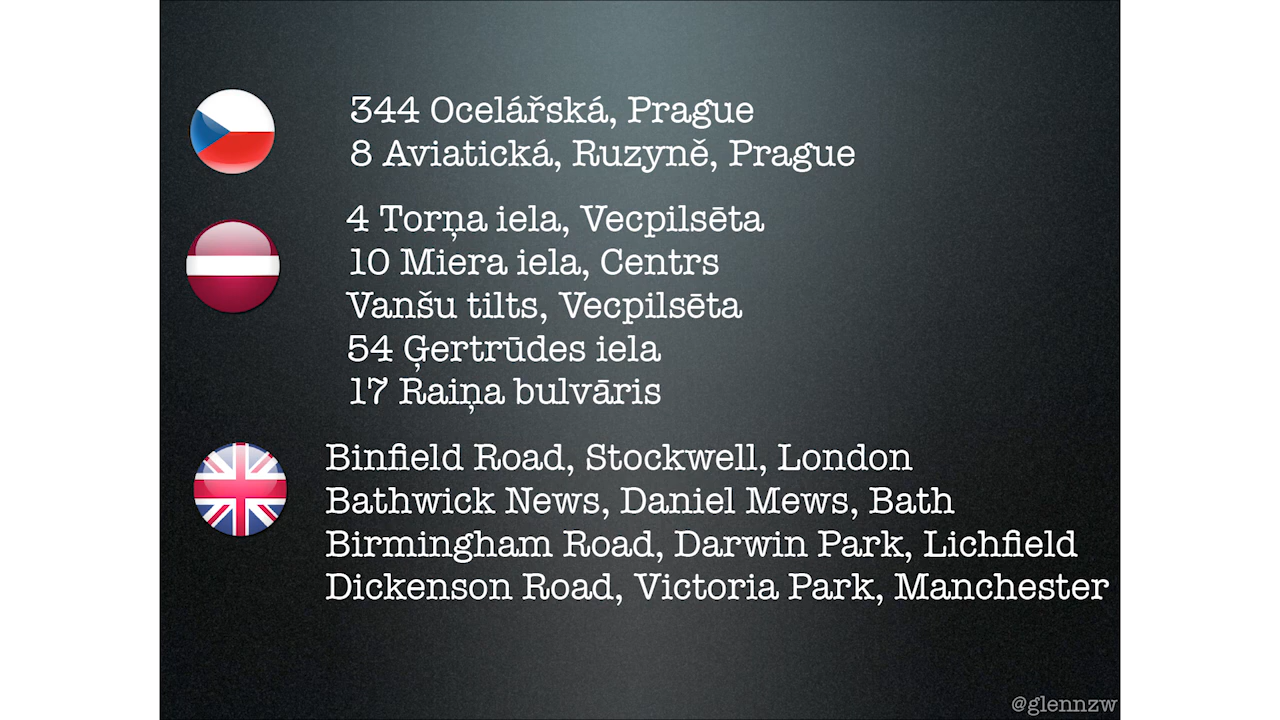 344 Ocelářská, Prague
8 Aviatická, Ruzyně, Prague
4 Torņa iela, Vecpilsēta
10 Miera iela, Centrs
Vanšu tilts, Vecpilsēta
54 Ģertrūdes iela
17 Raiņa bulvāris
Binfield Road, Stockwell, London
Bathwick News, Daniel Mews, Bath
Birmingham Road, Darwin Park, Lichfield
Dickenson Road, Victoria Park, Manchester
@glennzw